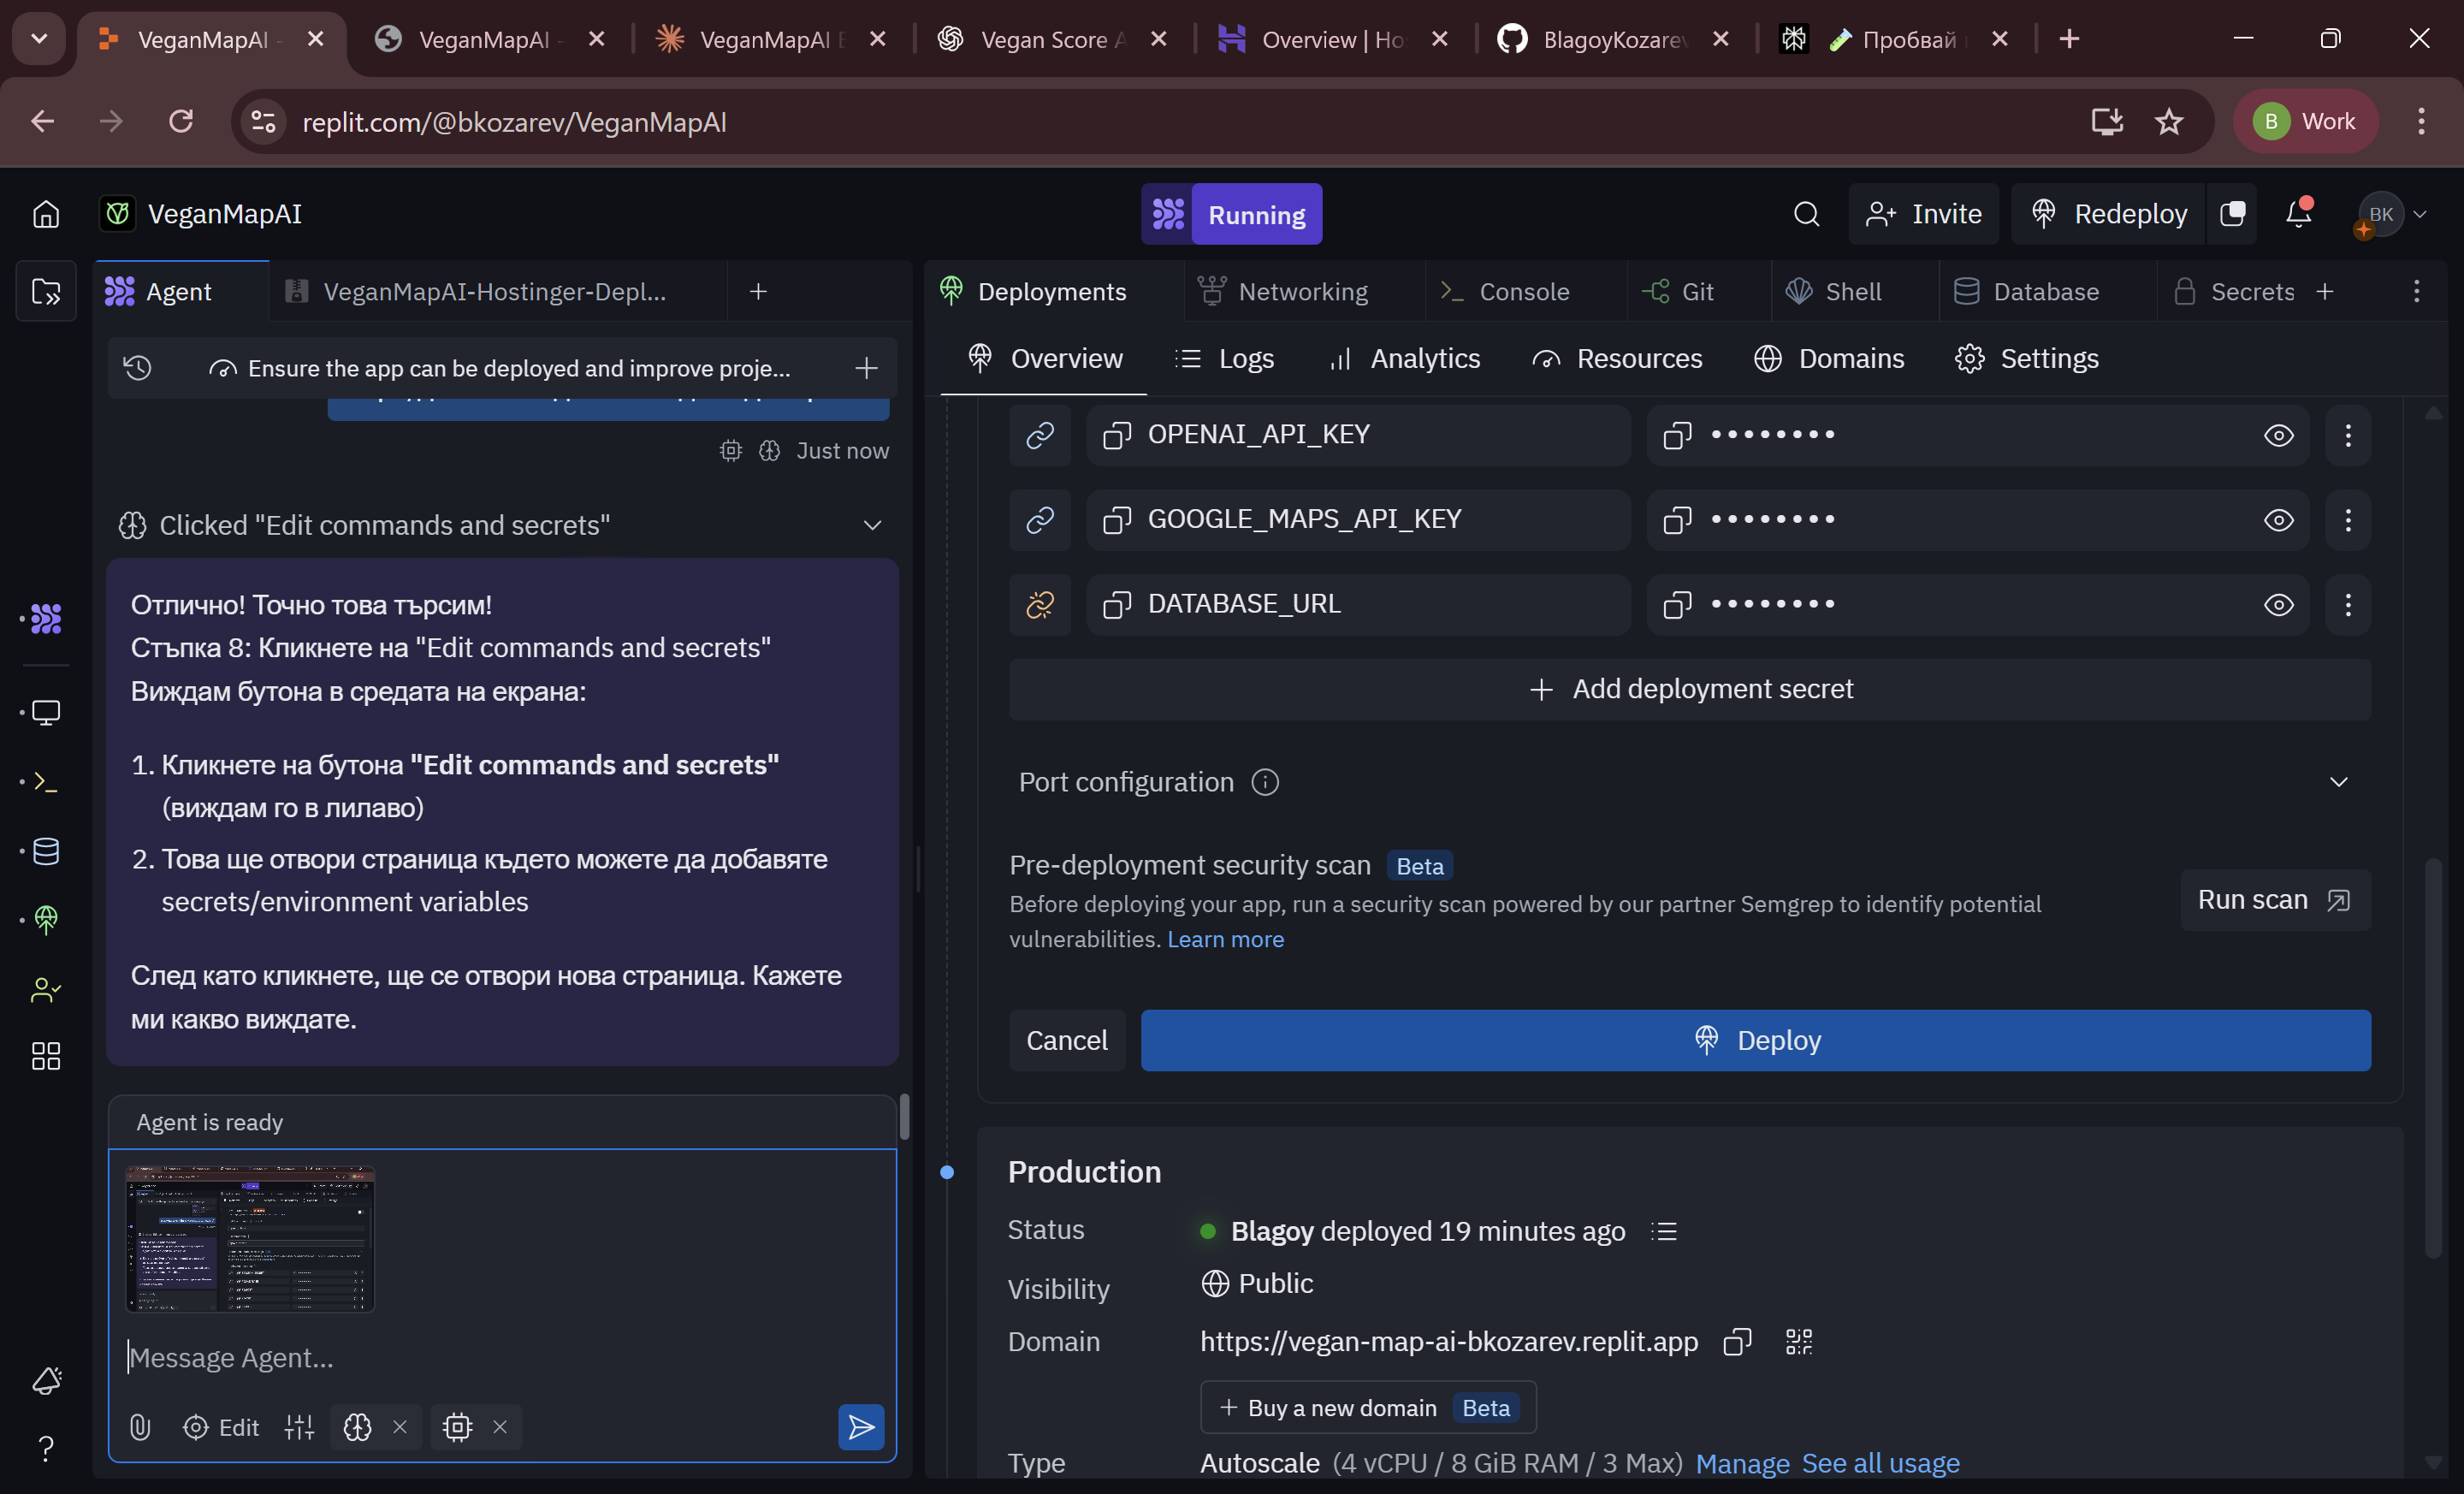 VeganMapAI -
VeganMapAI -
VeganMapAI
Vegan Score A
Overview | Ho
BlagoyKozarev
Пробвай
replit.com/@bkozarev/VeganMapAI
B
Work
VeganMapAI
Running
Invite
Redeploy
BK
Agent
VeganMapAI-Hostinger-Depl...
Deployments
Networking
Console
Git
Shell
Database
Secrets
Ensure the app can be deployed and improve proje...
Overview
Logs
Analytics
Resources
Domains
Settings
Just now
Clicked "Edit commands and secrets"
Отлично! Точно това търсим!
Стъпка 8: Кликнете на "Edit commands and secrets"
Виждам бутона в средата на екрана:
1. Кликнете на бутона "Edit commands and secrets"
(виждам го в лилаво)
2. Това ще отвори страница където можете да добавяте
secrets/environment variables
След като кликнете, ще се отвори нова страница. Кажете
ми какво виждате.
Agent is ready
Message Agent...
Edit
OPENAI_API_KEY
••••••••
GOOGLE_MAPS_API_KEY
••••••••
DATABASE_URL
••••••••
Add deployment secret
Port configuration
Pre-deployment security scan Beta
Before deploying your app, run a security scan powered by our partner Semgrep to identify potential
vulnerabilities. Learn more
Run scan
Cancel
Deploy
Production
Status
Blagoy deployed 19 minutes ago
Visibility
Public
Domain
https://vegan-map-ai-bkozarev.replit.app
+ Buy a new domain Beta
Type
Autoscale (4 vCPU / 8 GiB RAM / 3 Max) Manage See all usage